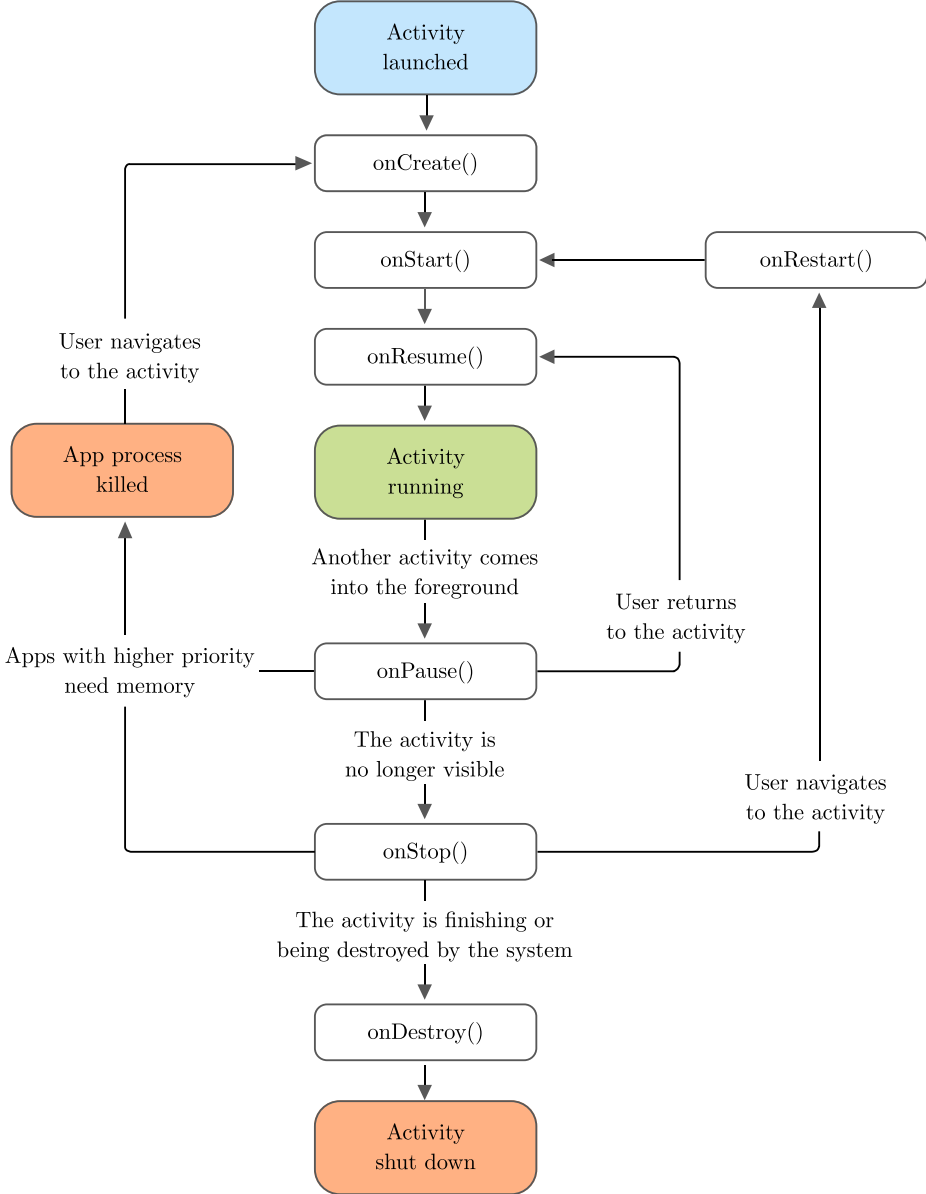 Activity
launched
onCreate()
onStart()
onRestart()
User navigates
to the activity
onResume()
App process
killed
Activity
running
Another activity comes
into the foreground
User returns
to the activity
Apps with higher priority
need memory
onPause()
The activity is
no longer visible
User navigates
to the activity
onStop()
The activity is finishing or
being destroyed by the system
onDestroy()
Activity
shut down